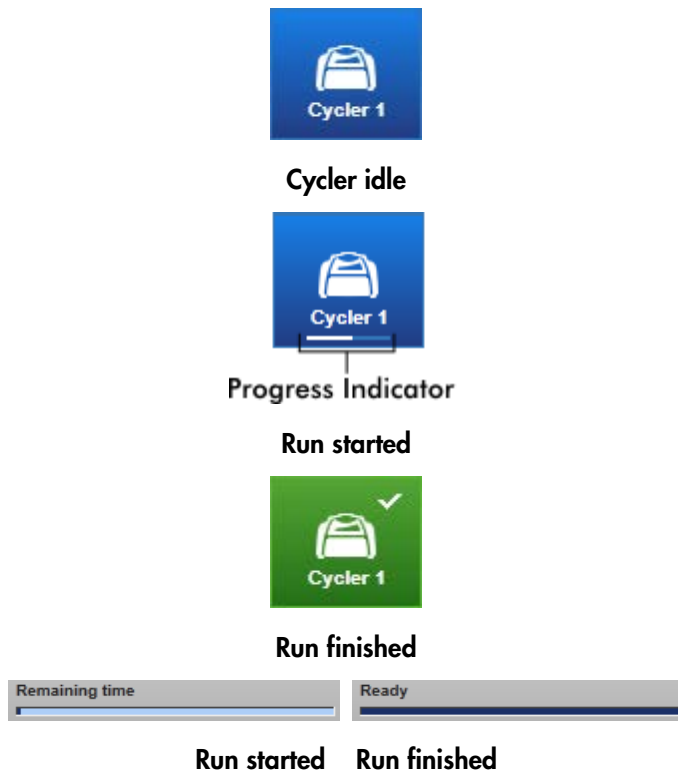 Cycler 1
Cycler idle
Cycler 1
Progress Indicator
Run started
Cycler 1
Run finished
Remaining time Ready
Run started Run finished